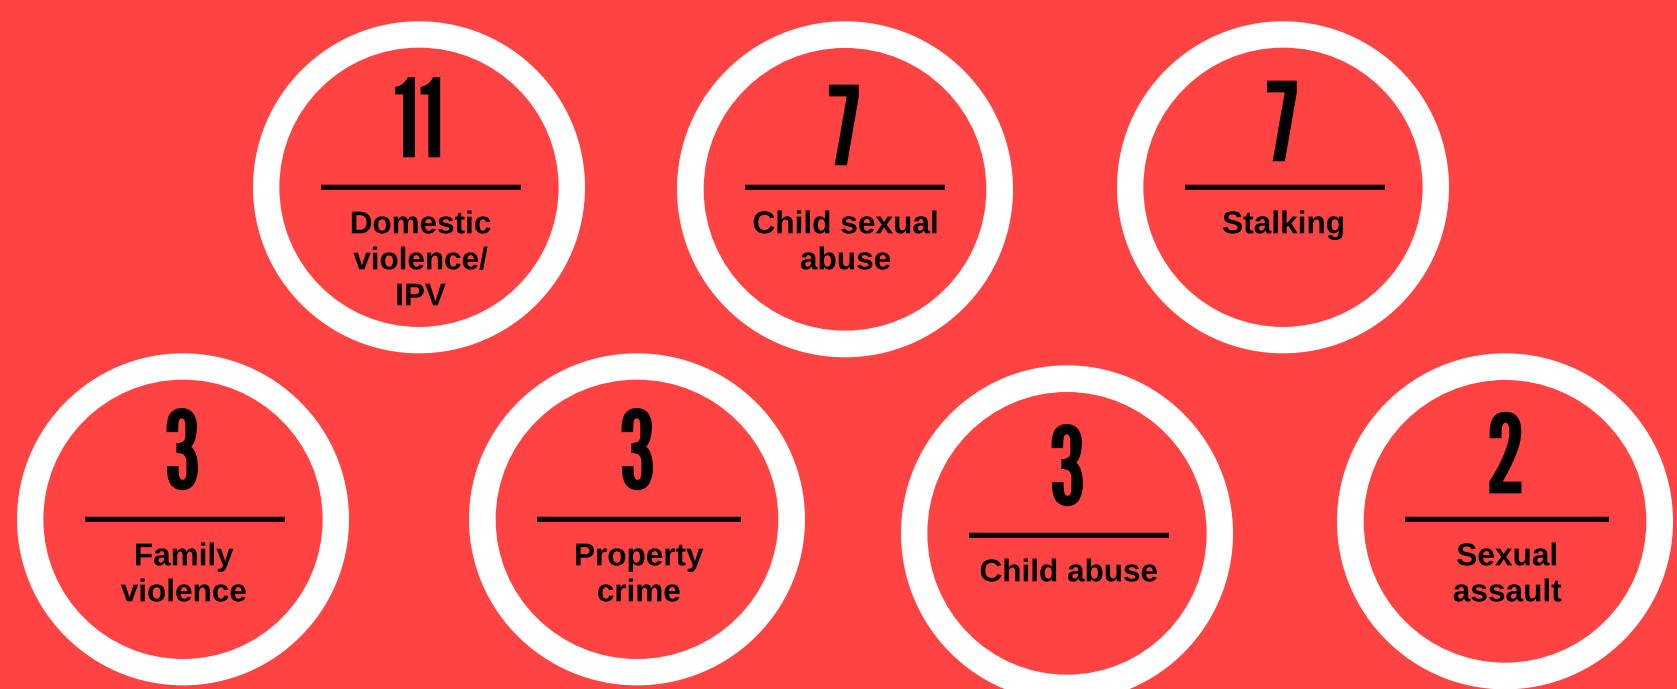 11
Domestic
violence/
IPV
7
Child sexual
abuse
7
Stalking
3
Family
violence
3
Property
crime
3
Child abuse
2
Sexual
assault